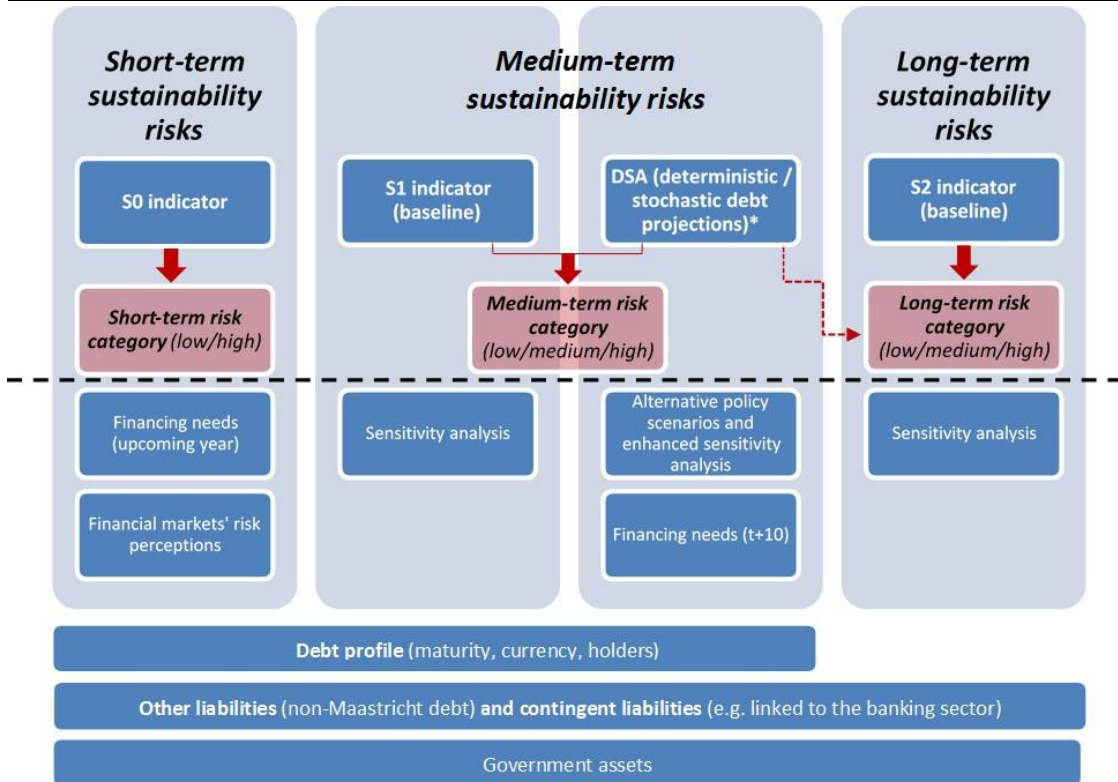 Short-term
sustainability
risks
Medium-term
sustainability risks
Long-term
sustainability
risks
S0 indicator
S1 indicator
(baseline)
DSA (deterministic /
stochastic debt
projections)*
S2 indicator
(baseline)
Short-term risk
category (low/high)
Medium-term risk
category
(low/medium/high)
Long-term risk
category
(low/medium/high)
Financing needs
(upcoming year)
Sensitivity analysis
Alternative policy
scenarios and
enhanced sensitivity
analysis
Sensitivity analysis
Financial markets' risk
perceptions
Financing needs (t+10)
Debt profile (maturity, currency, holders)
Other liabilities (non-Maastricht debt) and contingent liabilities (e.g. linked to the banking sector)
Government assets